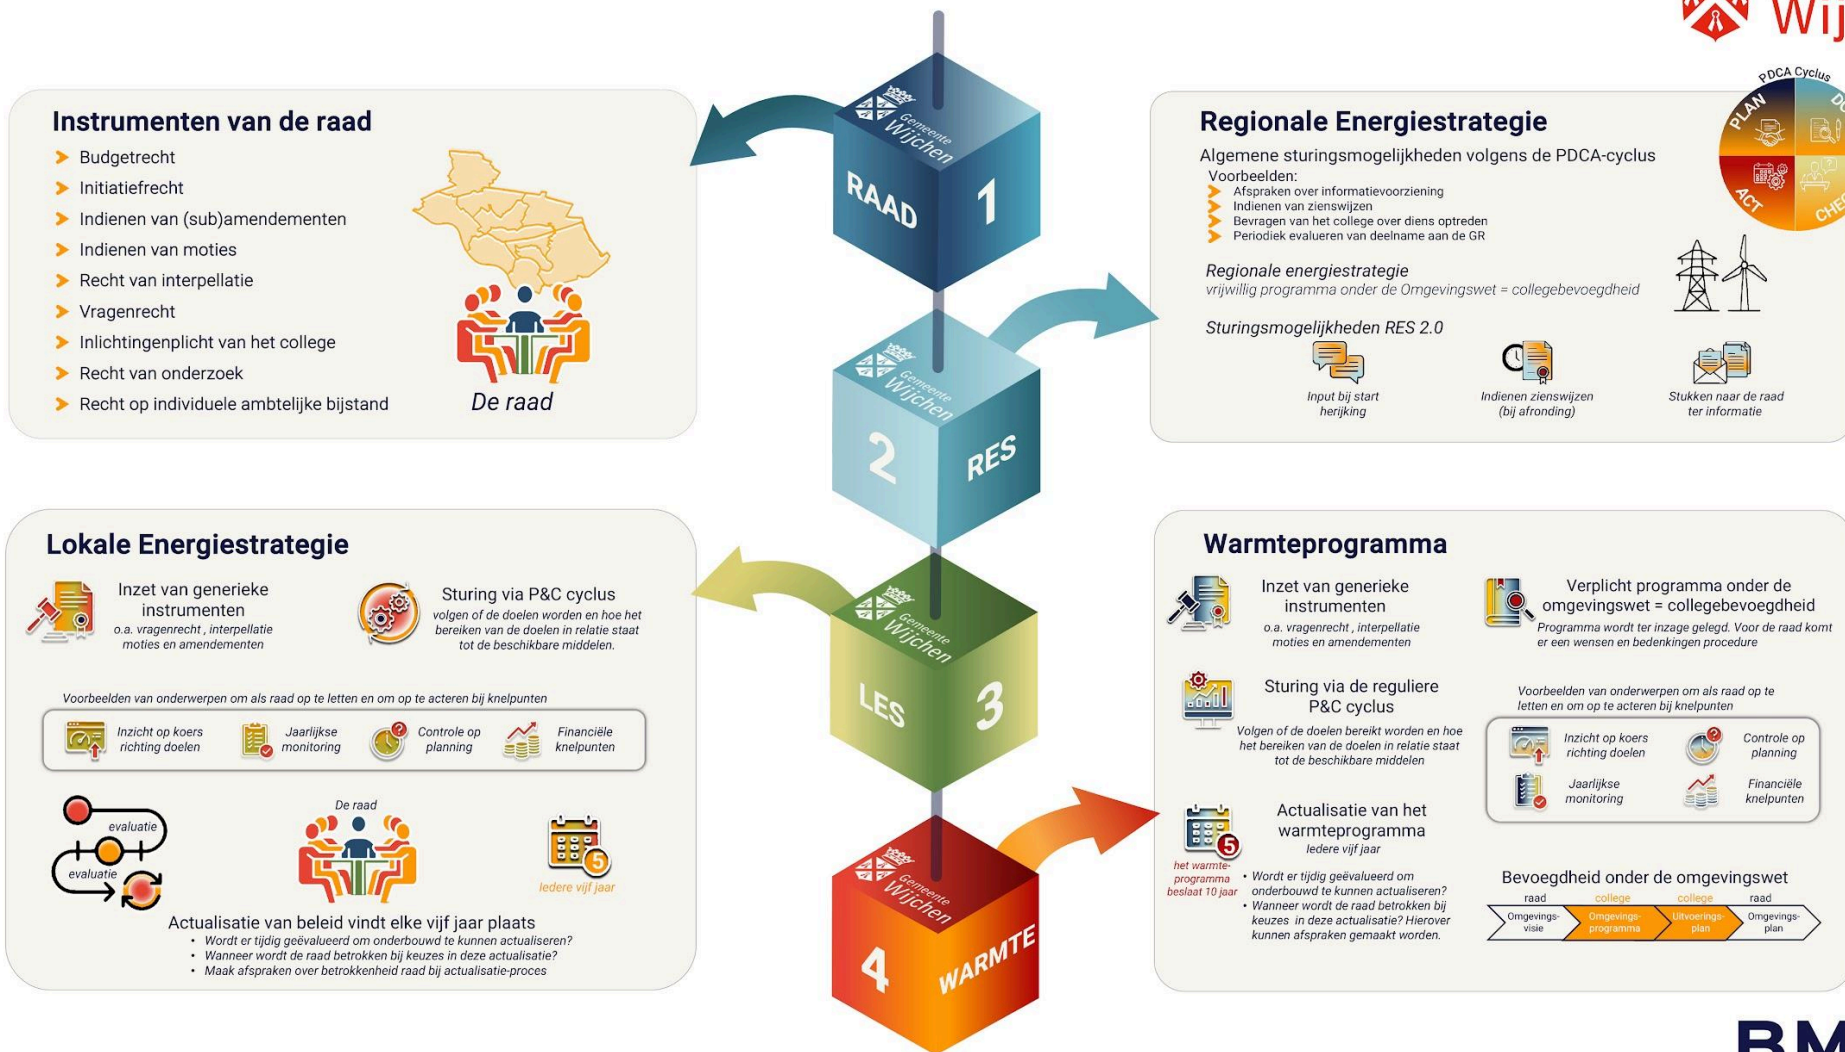 Instrumenten van de raad
Budgetrecht
Initiatiefrecht
Indienen van (sub)amendementen
Indienen van moties
Recht van interpellatie
Vragenrecht
Inlichtingenplicht van het college
Recht van onderzoek
Recht op individuele ambtelijke bijstand
De raad
Gemeente
Wijchen
RAAD
1
Regionale Energiestrategie
Algemene sturingsmogelijkheden volgens de PDCA-cyclus
Voorbeelden:
Afspraken over informatievoorziening
Indienen van zienswijzen
Bevragen van het college over diens optreden
Periodiek evalueren van deelname aan de GR
PDCA Cyclus
PLAN
ACT
Regionale energiestrategie
vrijwillig programma onder de Omgevingswet = collegebevoegdheid
Sturingsmogelijkheden RES 2.0
Input bij start
herijking
Indienen zienswijzen
(bij afronding)
Stukken naar de raad
ter informatie
Gemeente
Wijchen
2
RES
Lokale Energiestrategie
Inzet van generieke
instrumenten
o.a. vragenrecht , interpellatie
moties en amendementen
Sturing via P&C cyclus
volgen of de doelen worden en hoe het
bereiken van de doelen in relatie staat
tot de beschikbare middelen.
Voorbeelden van onderwerpen om als raad op te letten en om op te acteren bij knelpunten
Inzicht op koers
richting doelen
Jaarlijkse
monitoring
Controle op
planning
Financiële
knelpunten
evaluatie
evaluatie
De raad
5
Iedere vijf jaar
Actualisatie van beleid vindt elke vijf jaar plaats
• Wordt er tijdig geëvalueerd om onderbouwd te kunnen actualiseren?
• Wanneer wordt de raad betrokken bij keuzes in deze actualisatie?
• Maak afspraken over betrokkenheid raad bij actualisatie-proces
Gemeente
Wijchen
LES
3
Warmteprogramma
Inzet van generieke
instrumenten
o.a. vragenrecht , interpellatie
moties en amendementen
Verplicht programma onder de
omgevingswet = collegebevoegdheid
Programma wordt ter inzage gelegd. Voor de raad komt
er een wensen en bedenkingen procedure
Sturing via de reguliere
P&C cyclus
Volgen of de doelen bereikt worden en hoe
het bereiken van de doelen in relatie staat
tot de beschikbare middelen
Voorbeelden van onderwerpen om als raad op te
letten en om op te acteren bij knelpunten
Inzicht op koers
richting doelen
Controle op
planning
Jaarlijkse
monitoring
Financiële
knelpunten
5
het warmte-
programma
beslaat 10 jaar
Actualisatie van het
warmteprogramma
Iedere vijf jaar
• Wordt er tijdig geëvalueerd om
onderbouwd te kunnen actualiseren?
• Wanneer wordt de raad betrokken bij
keuzes in deze actualisatie? Hierover
kunnen afspraken gemaakt worden.
Bevoegdheid onder de omgevingswet
raad college college raad
Omgevings-
visie
Omgevings-
programma
Uitvoerings-
plan
Omgevings-
plan
Gemeente
Wijchen
4
WARMTE